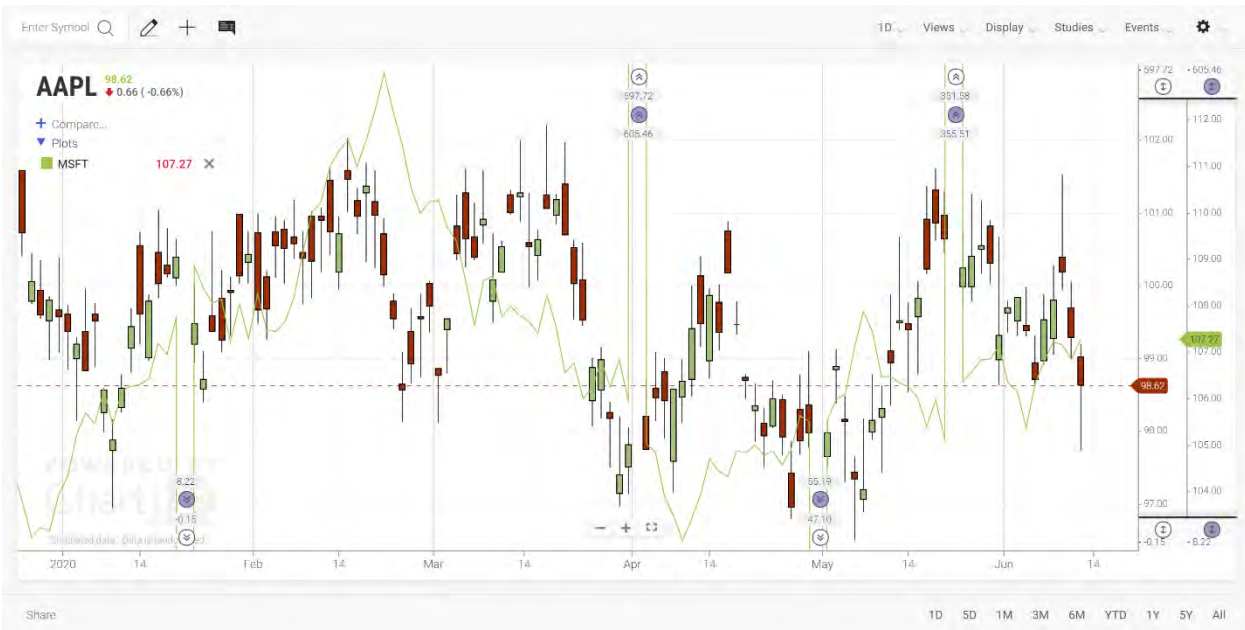 Enter Symbol
1D Views Display Studies Events
AAPL 98.62
0.66 ( -0.66%)
+ Compare...
Plots
MSFT 107.27
597.72
605.46
351.58
355.51
8.22
-0.15
55.19
47.10
597.72 605.46
112.00
102.00
111.00
101.00
110.00
109.00
100.00
108.00
107.27
107.00
99.00
98.62
106.00
98.00
105.00
104.00
97.00
-0.15 -8.22
POWERED BY
2020 14 Feb 14 Mar 14 Apr 14 May 14 Jun 14
Share
1D 5D 1M 3M 6M YTD 1Y 5Y All